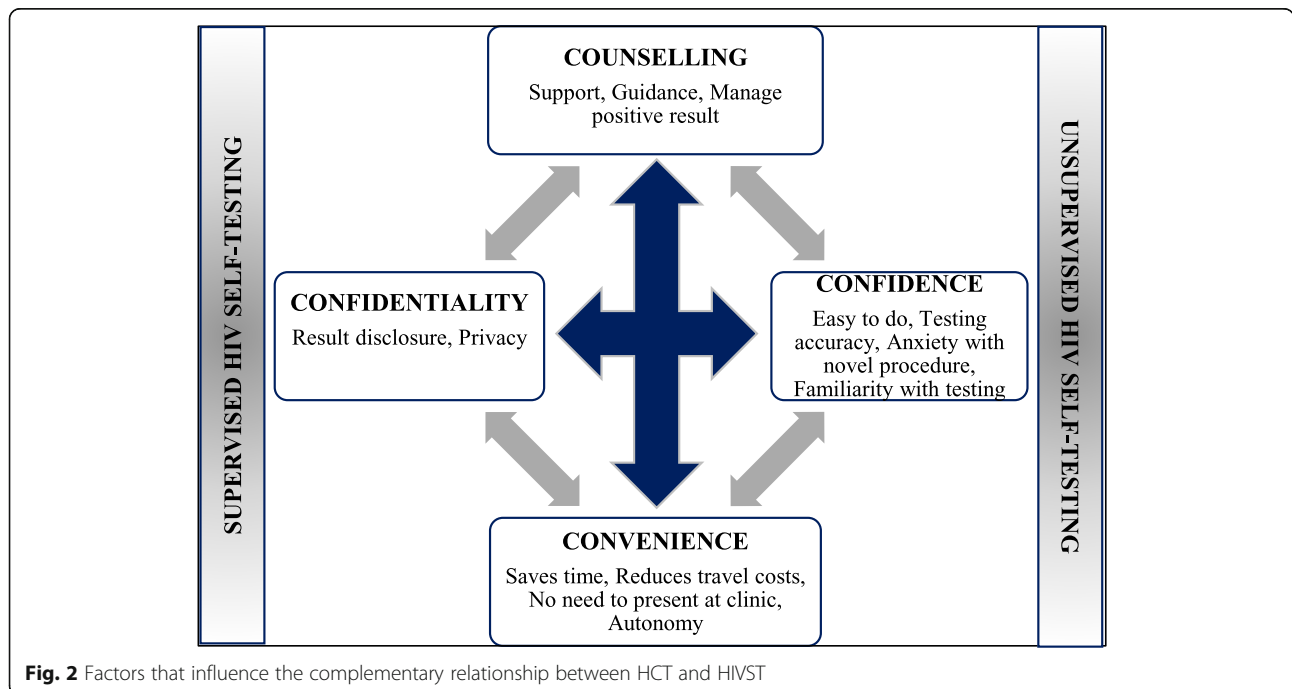 SUPERVISED HIV SELF-TESTING
COUNSELLING
Support, Guidance, Manage
positive result
CONFIDENTIALITY
Result disclosure, Privacy
CONFIDENCE
Easy to do, Testing
accuracy, Anxiety with
novel procedure,
Familiarity with testing
CONVENIENCE
Saves time, Reduces travel costs,
No need to present at clinic,
Autonomy
UNSUPERVISED HIV SELF-TESTING
Fig. 2 Factors that influence the complementary relationship between HCT and HIVST